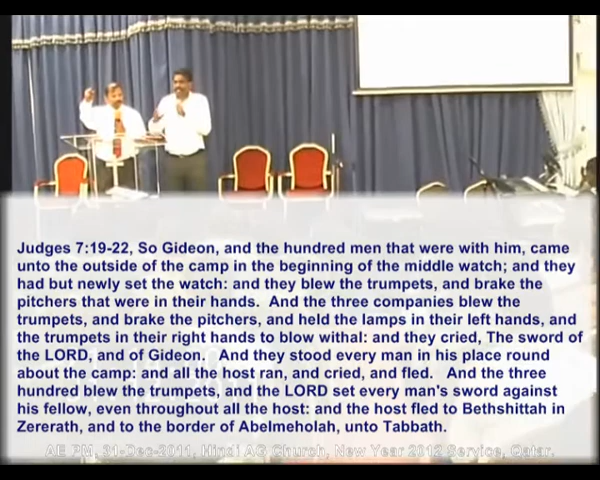 Judges 7:19-22, So Gideon, and the hundred men that were with him, came
unto the outside of the camp in the beginning of the middle watch; and they
had but newly set the watch: and they blew the trumpets, and brake the
pitchers that were in their hands.  And the three companies blew the
trumpets, and brake the pitchers, and held the lamps in their left hands, and
the trumpets in their right hands to blow withal: and they cried, The sword of
the LORD, and of Gideon.   And they stood every man in his place round
about the camp: and all the host ran, and cried, and fled.   And the three
hundred blew the trumpets, and the LORD set every man's sword against
his fellow, even throughout all the host: and the host fled to Bethshittah in
Zererath, and to the border of Abelmeholah, unto Tabbath.
AE PM, 31-Dec-2011, Hindi AG Church, New Year 2012 Service, Qatar.